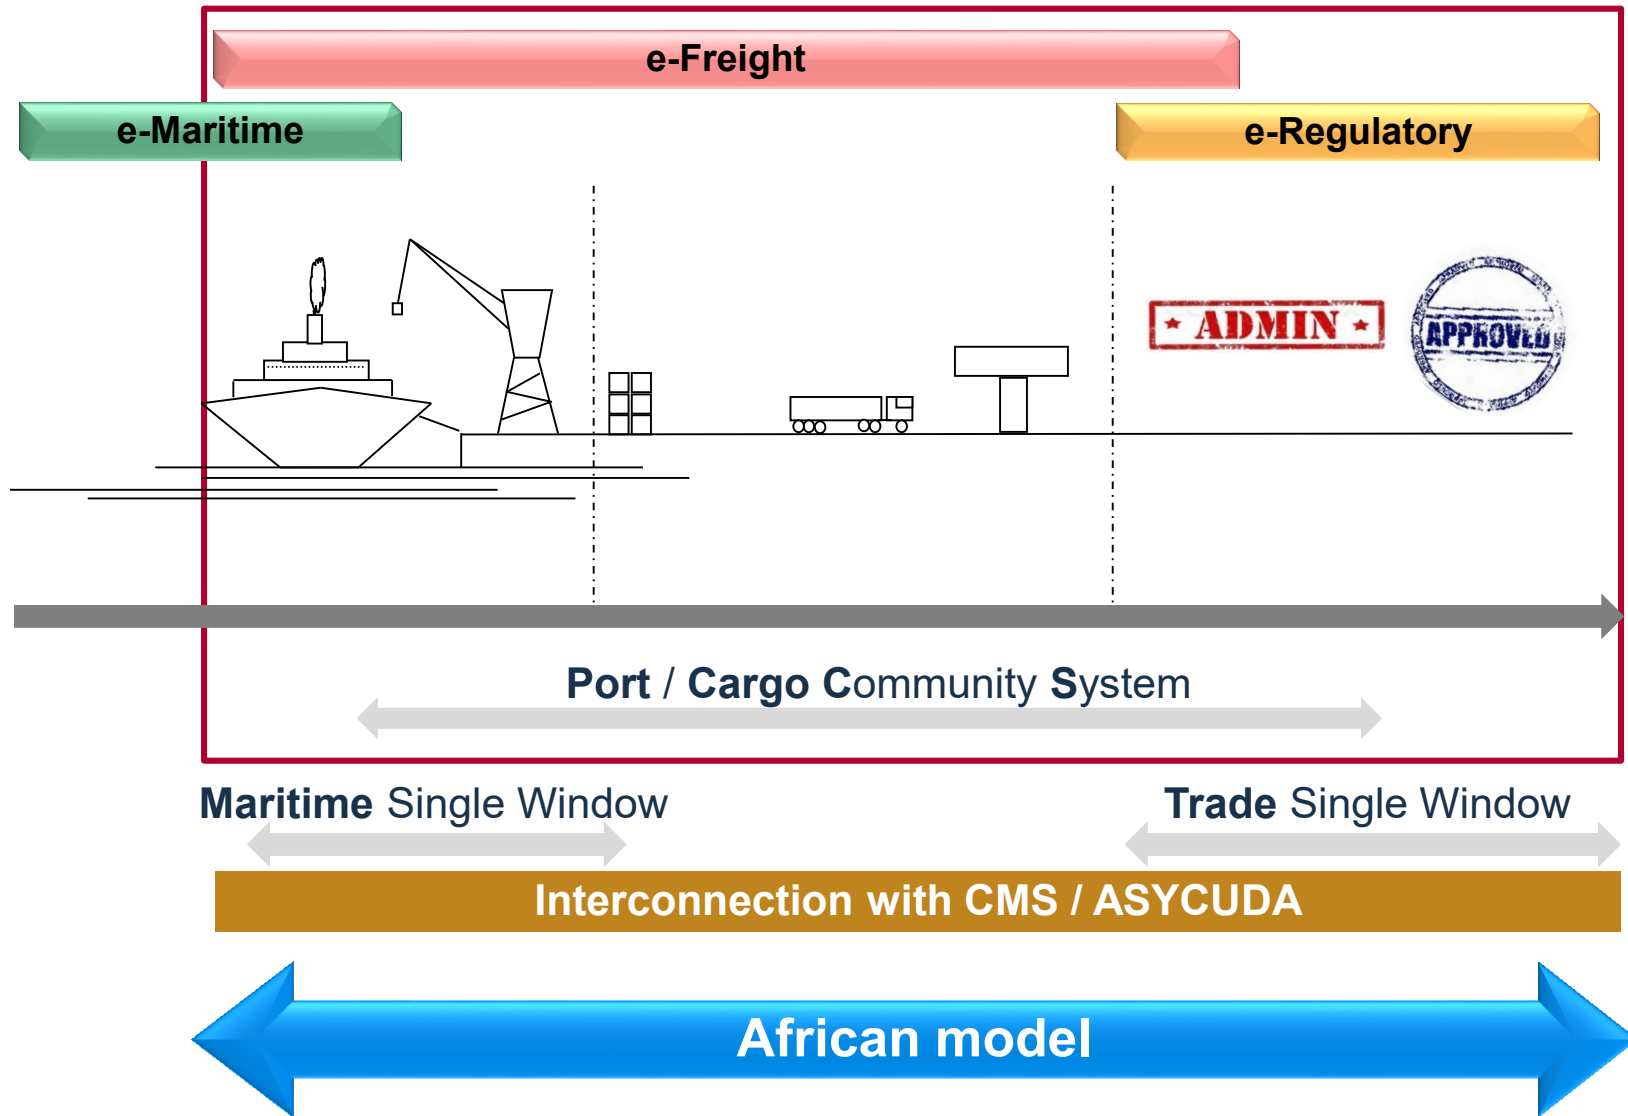 e-Freight
e-Maritime
e-Regulatory
ADMIN
APPROVED
Port / Cargo Community System
Maritime Single Window
Trade Single Window
Interconnection with CMS / ASYCUDA
African model